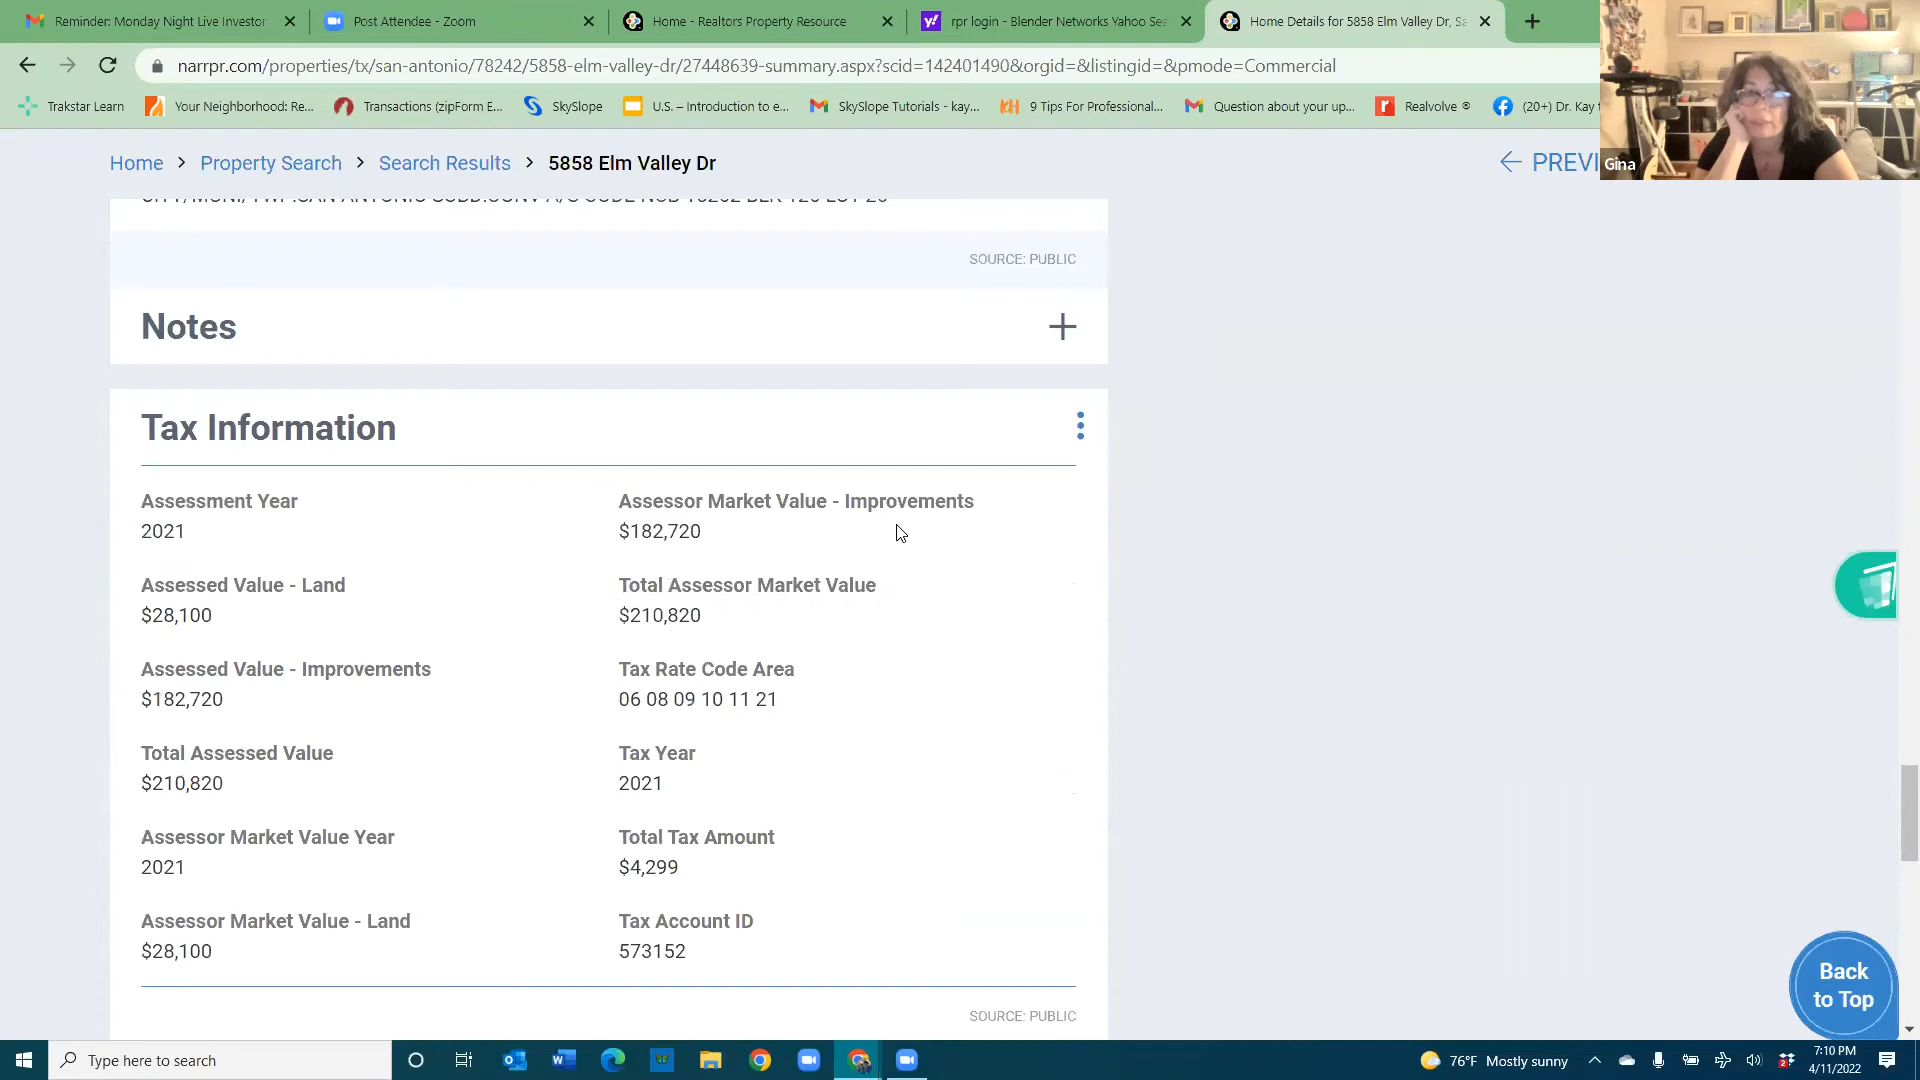 Reminder: Monday Night Live Investor
Post Attendee - Zoom
Home - Realtors Property Resource
rpr login - Blender Networks Yahoo Sea
Home Details for 5858 Elm Valley Dr, Sa
narrpr.com/properties/tx/san-antonio/78242/5858-elm-valley-dr/27448639-summary.aspx?scid=142401490&orgid=&listingid=&pmode=Commercial
Trakstar Learn
Your Neighborhood: Re...
Transactions (zipForm E...
SkySlope
U.S. – Introduction to e...
SkySlope Tutorials - kay...
9 Tips For Professional...
Question about your up...
Realvolve ®
(20+) Dr. Kay
Gina
Home > Property Search > Search Results > 5858 Elm Valley Dr
← PREVI
SOURCE: PUBLIC
Notes
Tax Information
Assessment Year
2021
Assessor Market Value - Improvements
$182,720
Assessed Value - Land
$28,100
Total Assessor Market Value
$210,820
Assessed Value - Improvements
$182,720
Tax Rate Code Area
06 08 09 10 11 21
Total Assessed Value
$210,820
Tax Year
2021
Assessor Market Value Year
2021
Total Tax Amount
$4,299
Assessor Market Value - Land
$28,100
Tax Account ID
573152
SOURCE: PUBLIC
Back
to Top
Type here to search
76°F Mostly sunny
7:10 PM
4/11/2022